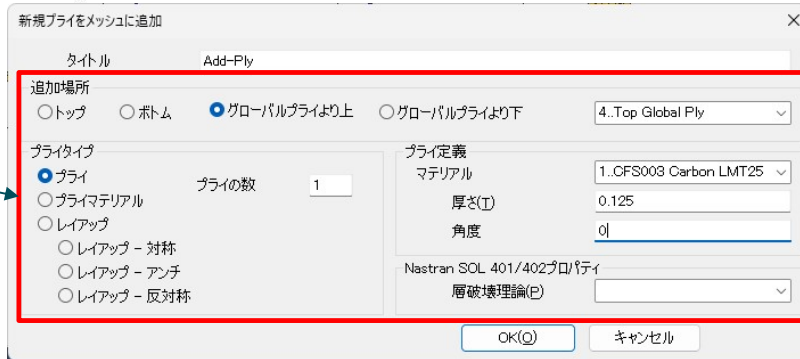 新規プライをメッシュに追加
タイトル Add-Ply
追加場所
トップ ボトム グローバルプライより上 グローバルプライより下 4..Top Global Ply
プライタイプ
プライ
プライの数 1
プライマテリアル
レイアップ
レイアップ - 対称
レイアップ - アンチ
レイアップ - 反対称
プライ定義
マテリアル 1..CFS003 Carbon LMT25
厚さ(T) 0.125
角度 0
Nastran SOL 401/402プロパティ
層破壊理論(P)
OK(O) キャンセル